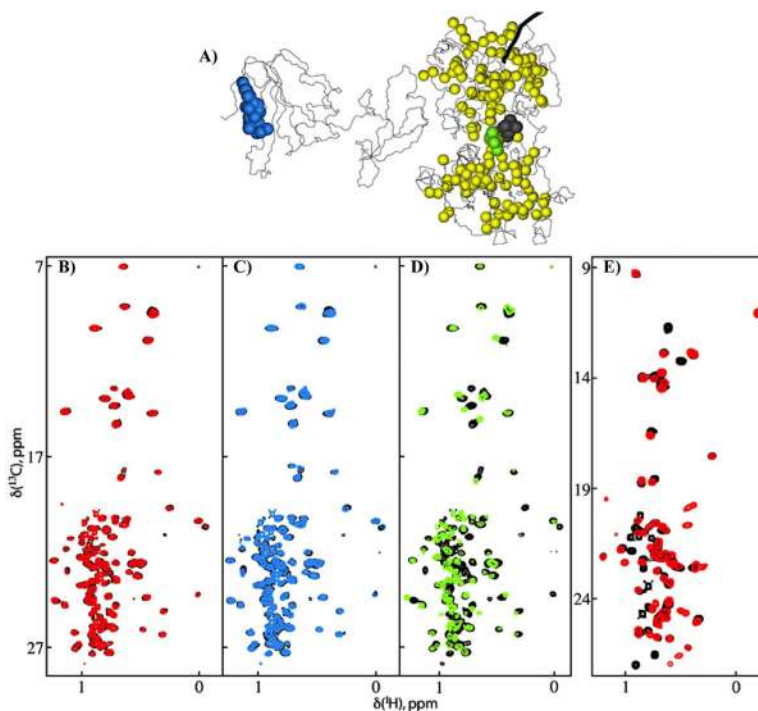 A)
B)
C)
D)
E)
7
17
27
9
14
19
24
δ(¹³C), ppm
1
0
1
0
1
0
1
0
δ(¹H), ppm